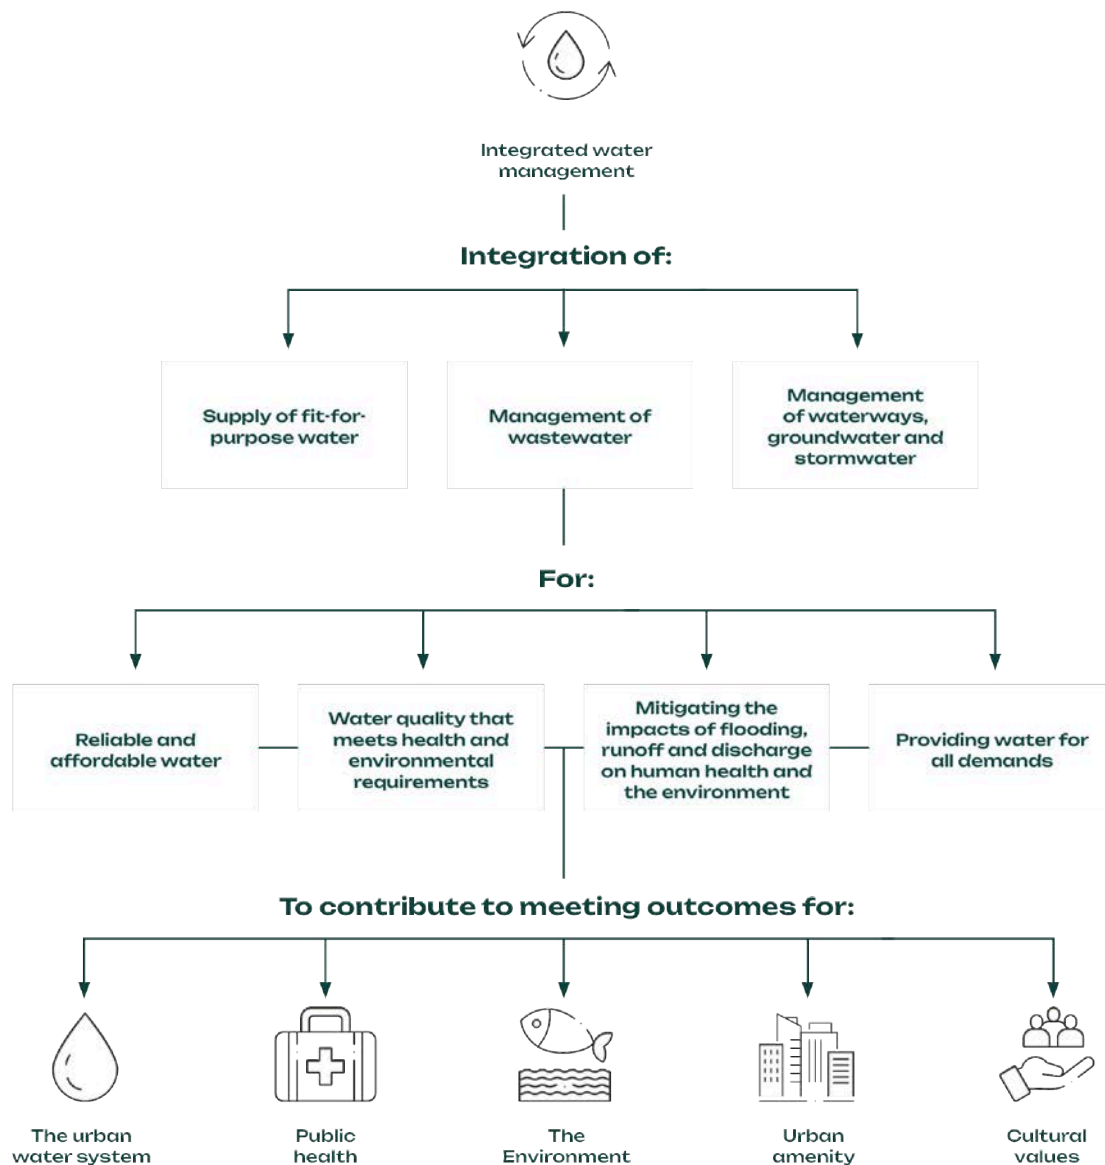 Integrated water
management
Integration of:
Supply of fit-for-
purpose water
Management of
wastewater
Management
of waterways,
groundwater and
stormwater
For:
Reliable and
affordable water
Water quality that
meets health and
environmental
requirements
Mitigating the
impacts of flooding,
runoff and discharge
on human health and
the environment
Providing water for
all demands
To contribute to meeting outcomes for:
The urban
water system
Public
health
The
Environment
Urban
amenity
Cultural
values